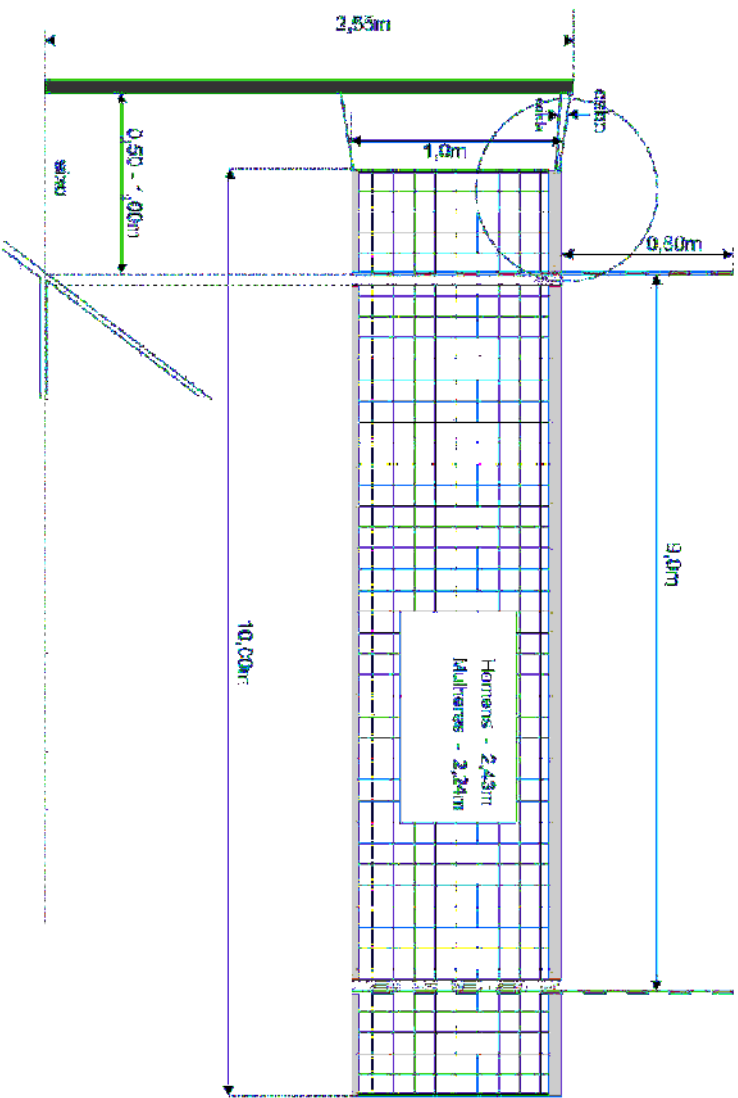 2,55m
0,50 - 1,00m
1,0m
0,80m
9,0m
10,00m
Homens - 2,43m
Mulheres - 2,24m